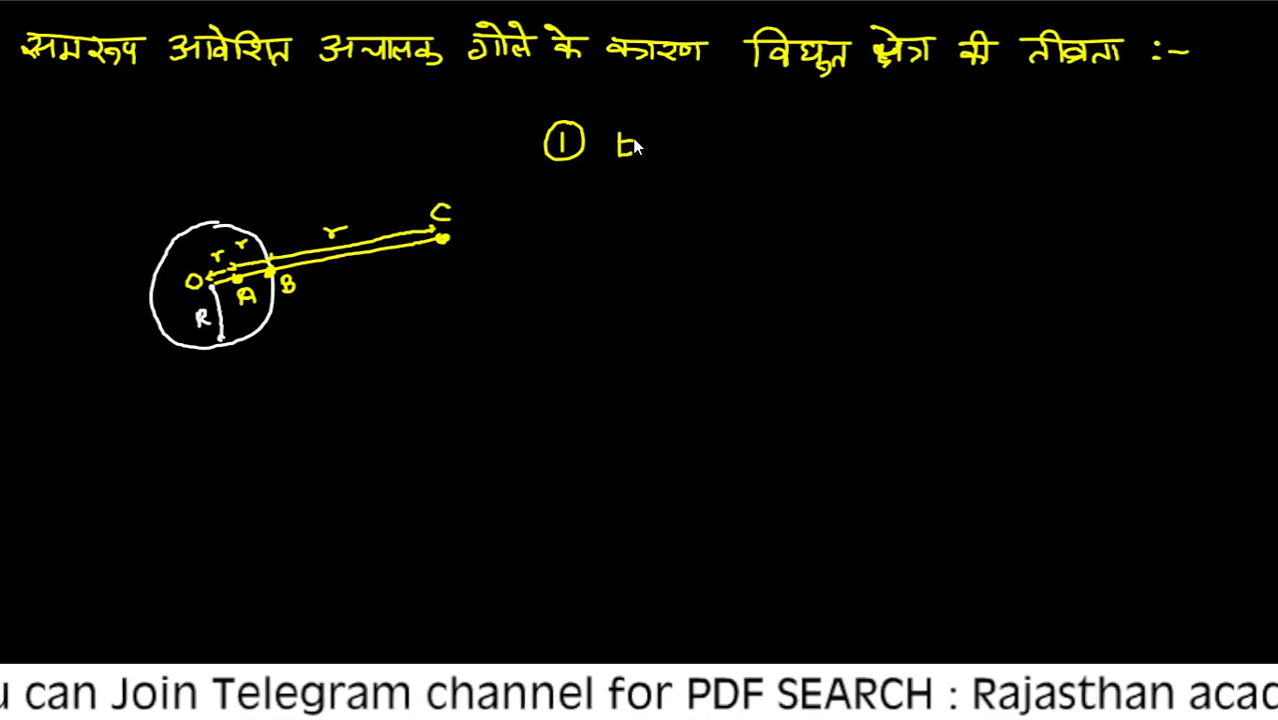 समरूप आवेशित अचालक गोले के कारण विद्युत क्षेत्र की तीव्रता :-
① E
C
r
r r
O A B
R
u can Join Telegram channel for PDF SEARCH : Rajasthan acad